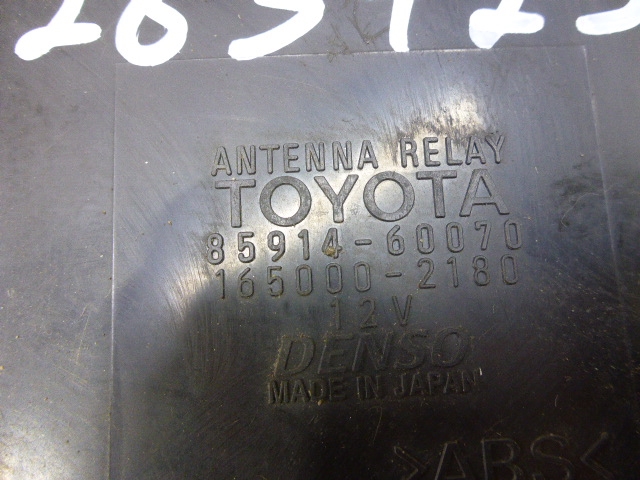 ANTENNA RELAY
TOYOTA
85914-60070
165000-2180
12V
DENSO
MADE IN JAPAN
>ABS<